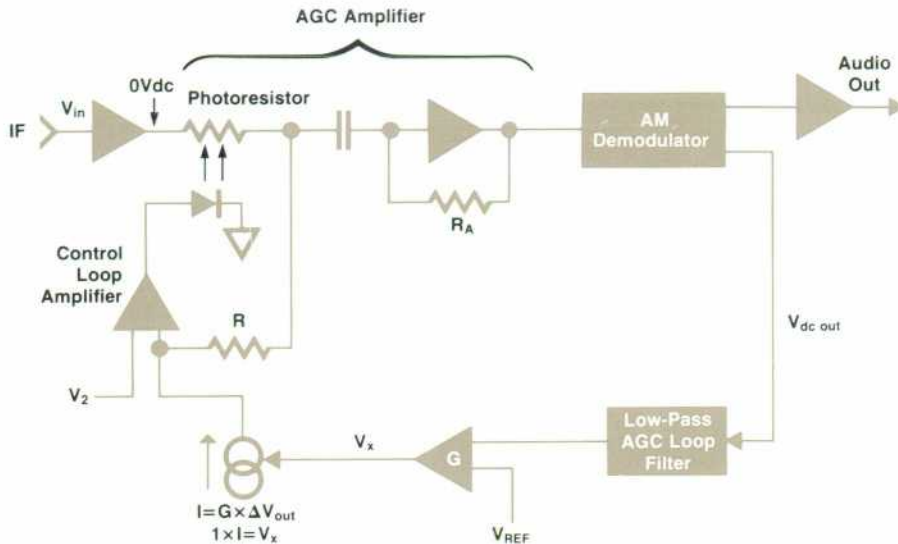 AGC Amplifier
Audio
Out
0Vdc
Photoresistor
V_in
IF
AM
Demodulator
R_A
Control
Loop
Amplifier
R
V_dc out
V_2
Low-Pass
AGC Loop
Filter
V_x
G
I=G×ΔV_out
1×I=V_x
V_REF